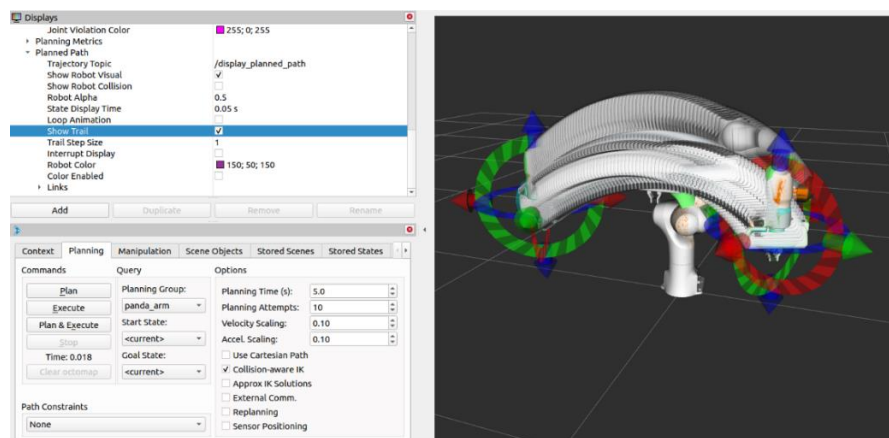 Displays
Joint Violation Color 255; 0; 255
Planning Metrics
Planned Path
Trajectory Topic /display_planned_path
Show Robot Visual
Show Robot Collision
Robot Alpha 0.5
State Display Time 0.05 s
Loop Animation
Show Trail
Trail Step Size 1
Interrupt Display
Robot Color 150; 50; 150
Color Enabled
Links
Add Duplicate Remove Rename
Context Planning Manipulation Scene Objects Stored Scenes Stored States
Commands Query Options
Plan Planning Group: Planning Time (s): 5.0
Execute panda_arm Planning Attempts: 10
Plan & Execute Start State: Velocity Scaling: 0.10
Stop <current> Accel. Scaling: 0.10
Time: 0.018 Goal State: Use Cartesian Path
Clear octomap <current> Collision-aware IK
Approx IK Solutions
External Comm.
Path Constraints Replanning
None Sensor Positioning